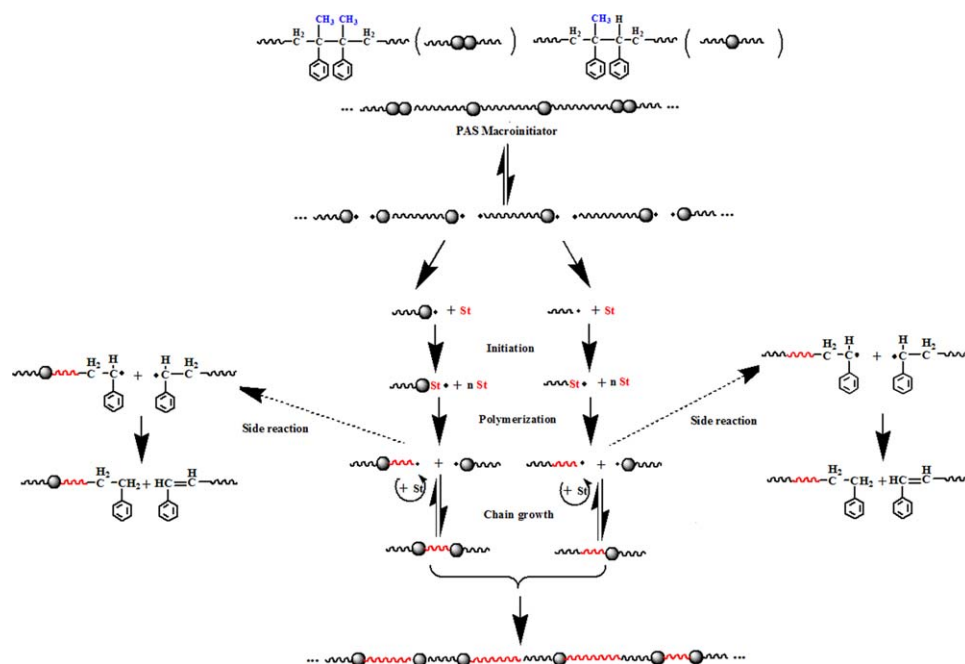 CH3 CH3 CH3 H
H2 C C C H2 C ( ) H2 C C C H2 C ( )
... ...
PAS Macroinitiator
... ...
+ St + St
Initiation
St + n St St + n St
Polymerization
H2 C H C + H C H2 C
Side reaction
H2 C H C + H C H2 C
Side reaction
+ +
+ St + St
Chain growth
H2 C CH2 + HC C H
H2 C CH2 + HC C H
... ...